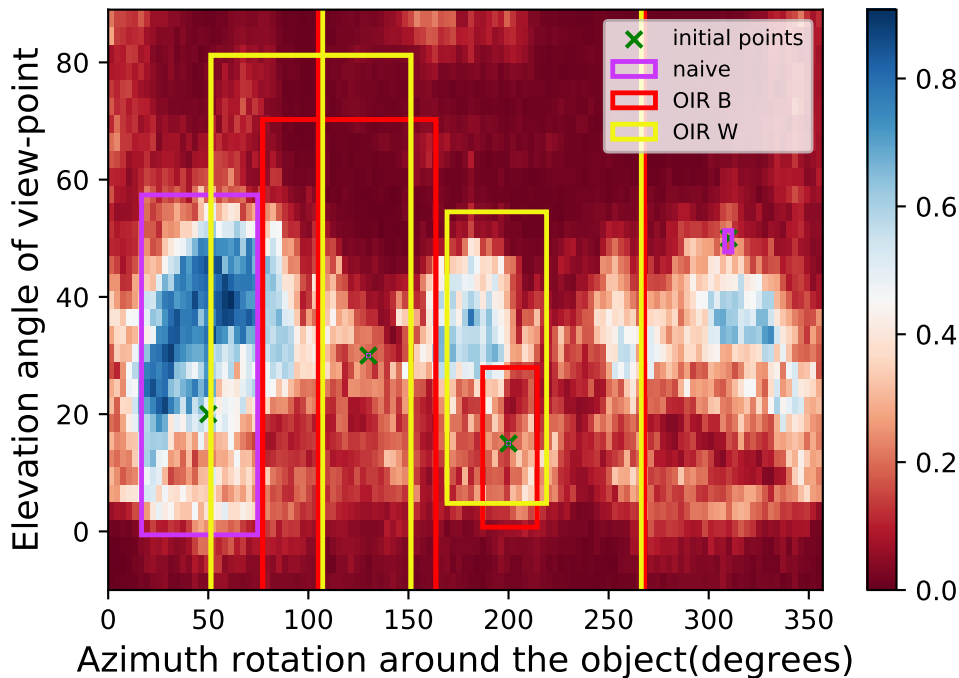 initial points
naive
OIR B
OIR W
Elevation angle of view-point
80
60
40
20
0
0 50 100 150 200 250 300 350
Azimuth rotation around the object(degrees)
0.8
0.6
0.4
0.2
0.0